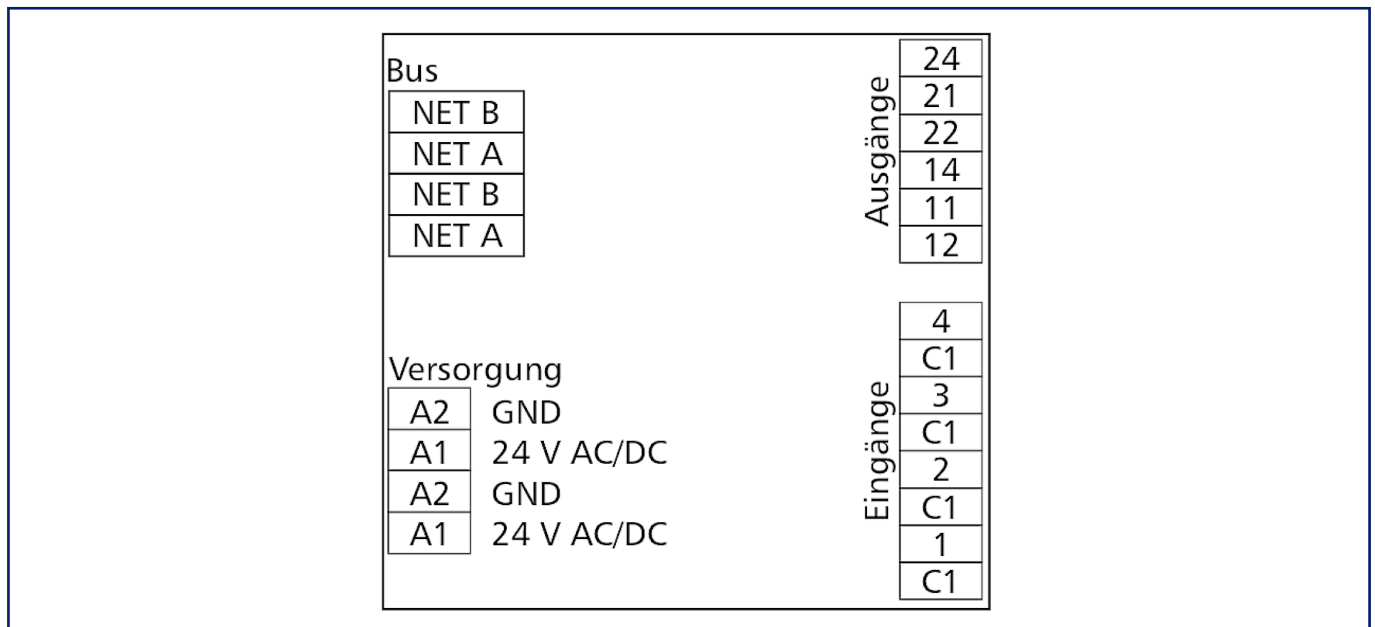 Bus
NET B
NET A
NET B
NET A
Versorgung
A2 GND
A1 24 V AC/DC
A2 GND
A1 24 V AC/DC
Ausgänge
24
21
22
14
11
12
Eingänge
4
C1
3
C1
2
C1
1
C1